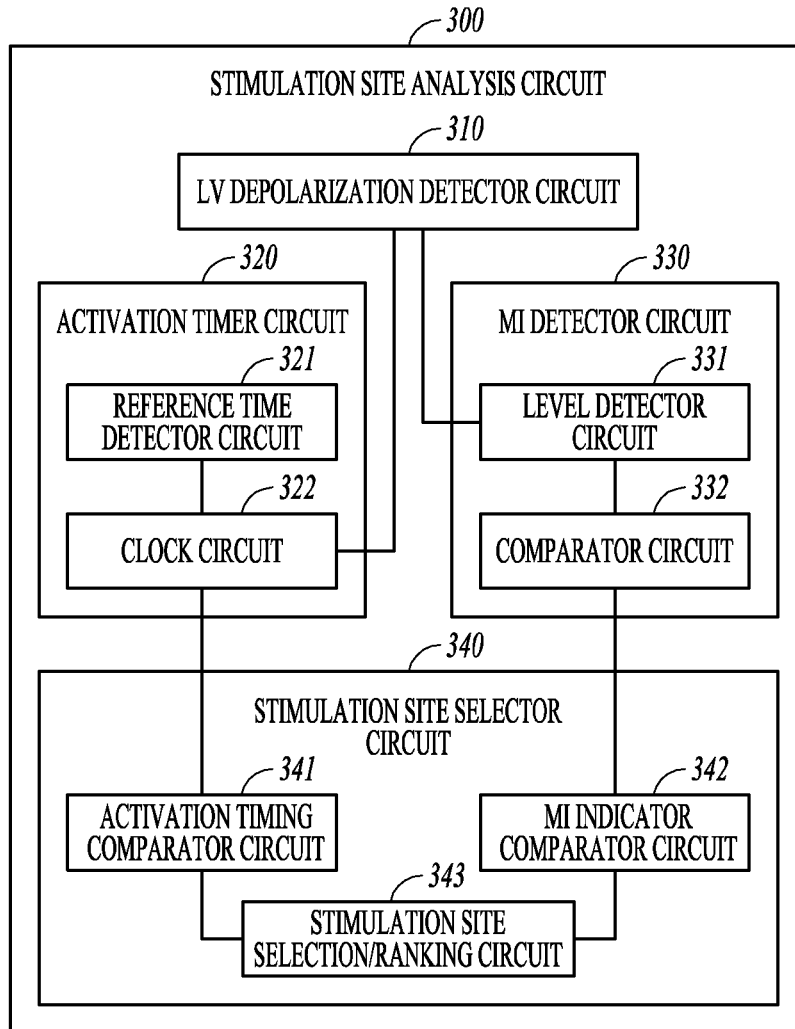 300
STIMULATION SITE ANALYSIS CIRCUIT
310
LV DEPOLARIZATION DETECTOR CIRCUIT
320
ACTIVATION TIMER CIRCUIT
321
REFERENCE TIME
DETECTOR CIRCUIT
322
CLOCK CIRCUIT
330
MI DETECTOR CIRCUIT
331
LEVEL DETECTOR
CIRCUIT
332
COMPARATOR CIRCUIT
340
STIMULATION SITE SELECTOR
CIRCUIT
341
ACTIVATION TIMING
COMPARATOR CIRCUIT
342
MI INDICATOR
COMPARATOR CIRCUIT
343
STIMULATION SITE
SELECTION/RANKING CIRCUIT